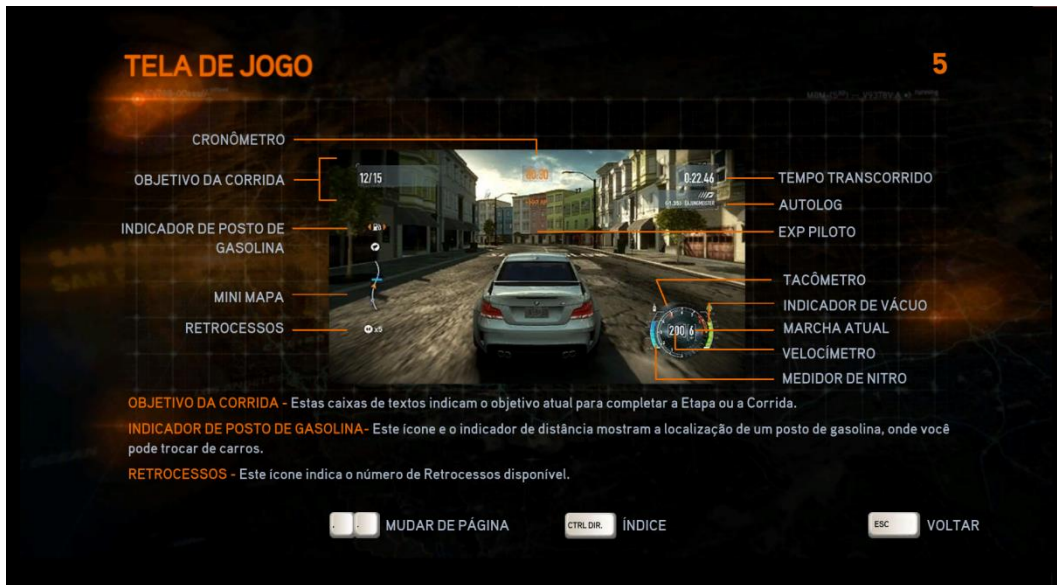 TELA DE JOGO
5
CRONÔMETRO
OBJETIVO DA CORRIDA
INDICADOR DE POSTO DE
GASOLINA
MINI MAPA
RETROCESSOS
12/15
0:22.46
x5
200 6
TEMPO TRANSCORRIDO
AUTOLOG
EXP PILOTO
TACÔMETRO
INDICADOR DE VÁCUO
MARCHA ATUAL
VELOCÍMETRO
MEDIDOR DE NITRO
OBJETIVO DA CORRIDA - Estas caixas de textos indicam o objetivo atual para completar a Etapa ou a Corrida.
INDICADOR DE POSTO DE GASOLINA- Este ícone e o indicador de distância mostram a localização de um posto de gasolina, onde você
pode trocar de carros.
RETROCESSOS - Este ícone indica o número de Retrocessos disponível.
MUDAR DE PÁGINA
CTRL DIR. ÍNDICE
ESC VOLTAR